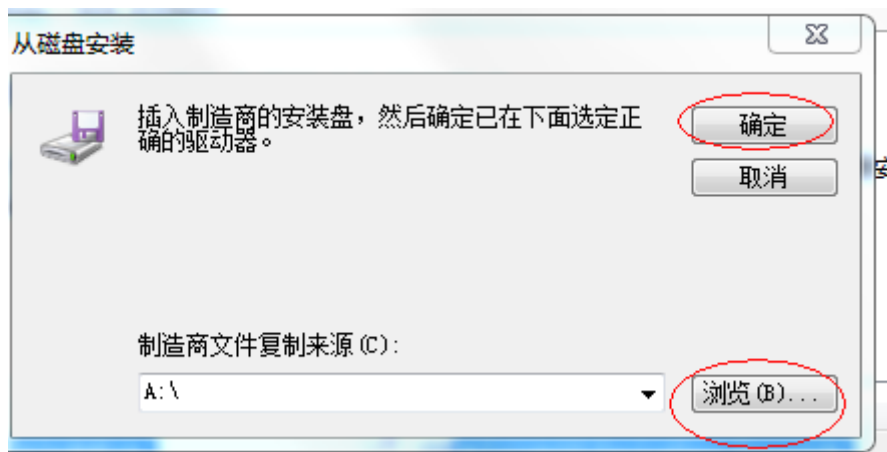 从磁盘安装
插入制造商的安装盘，然后确定已在下面选定正
确的驱动器。
确定
取消
安
制造商文件复制来源(C):
A:\
浏览(B)...